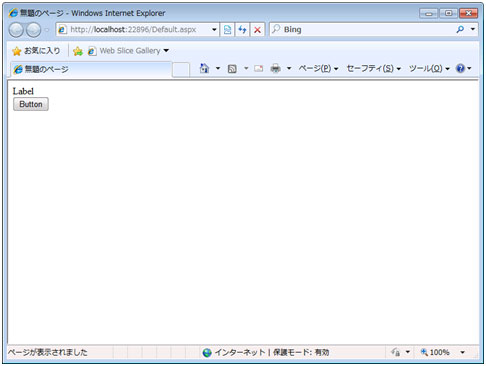 無題のページ - Windows Internet Explorer
http://localhost:22896/Default.aspx
Bing
お気に入り
Web Slice Gallery
無題のページ
ページ(P)
セーフティ(S)
ツール(O)
Label
Button
ページが表示されました
インターネット | 保護モード: 有効
100%